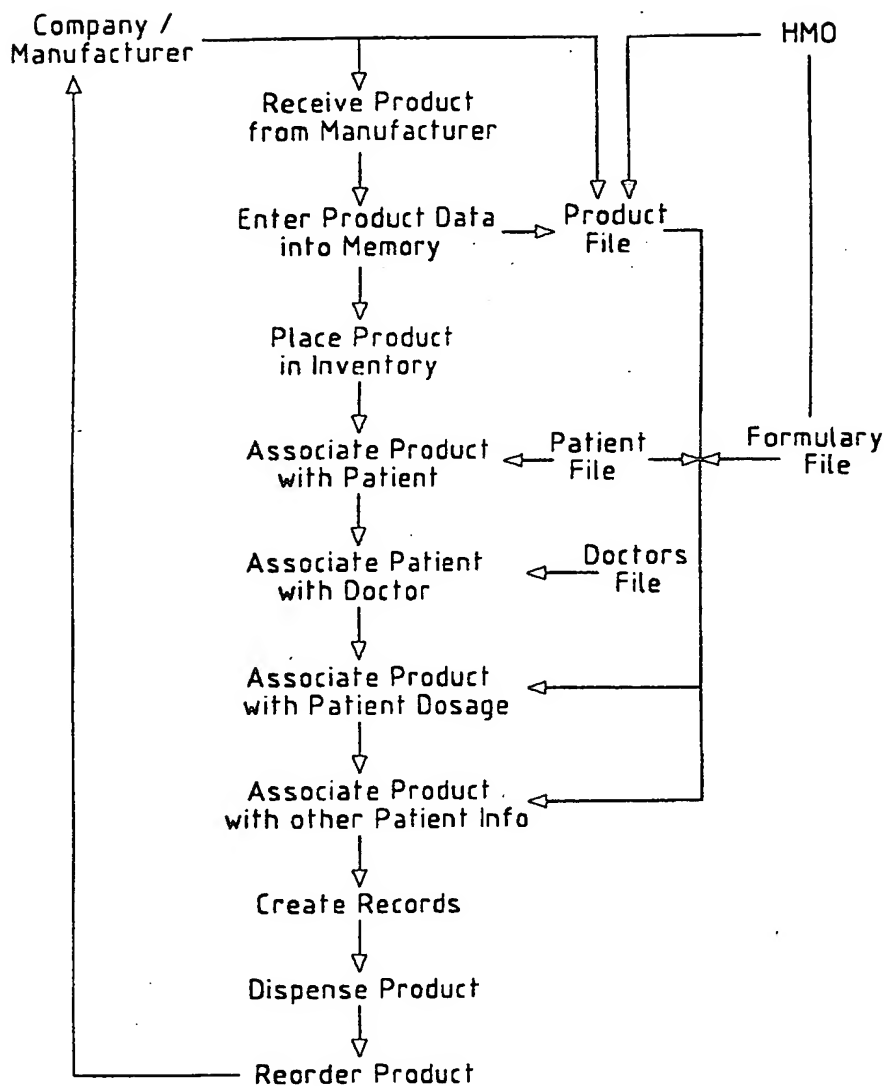 Company /
Manufacturer
HMO
Receive Product
from Manufacturer
Enter Product Data
into Memory
Product
File
Place Product
in Inventory
Associate Product
with Patient
Patient
File
Formulary
File
Associate Patient
with Doctor
Doctors
File
Associate Product
with Patient Dosage
Associate Product
with other Patient Info
Create Records
Dispense Product
Reorder Product